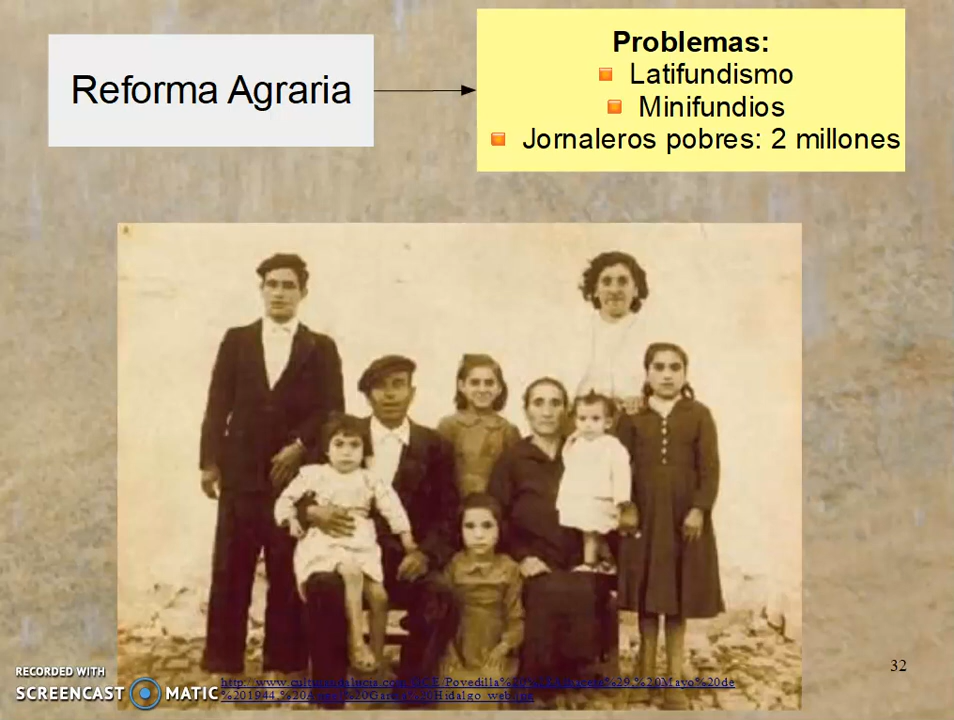 Reforma Agraria
Problemas:
Latifundismo
Minifundios
Jornaleros pobres: 2 millones
32
RECORDED WITH
SCREENCAST MATIC